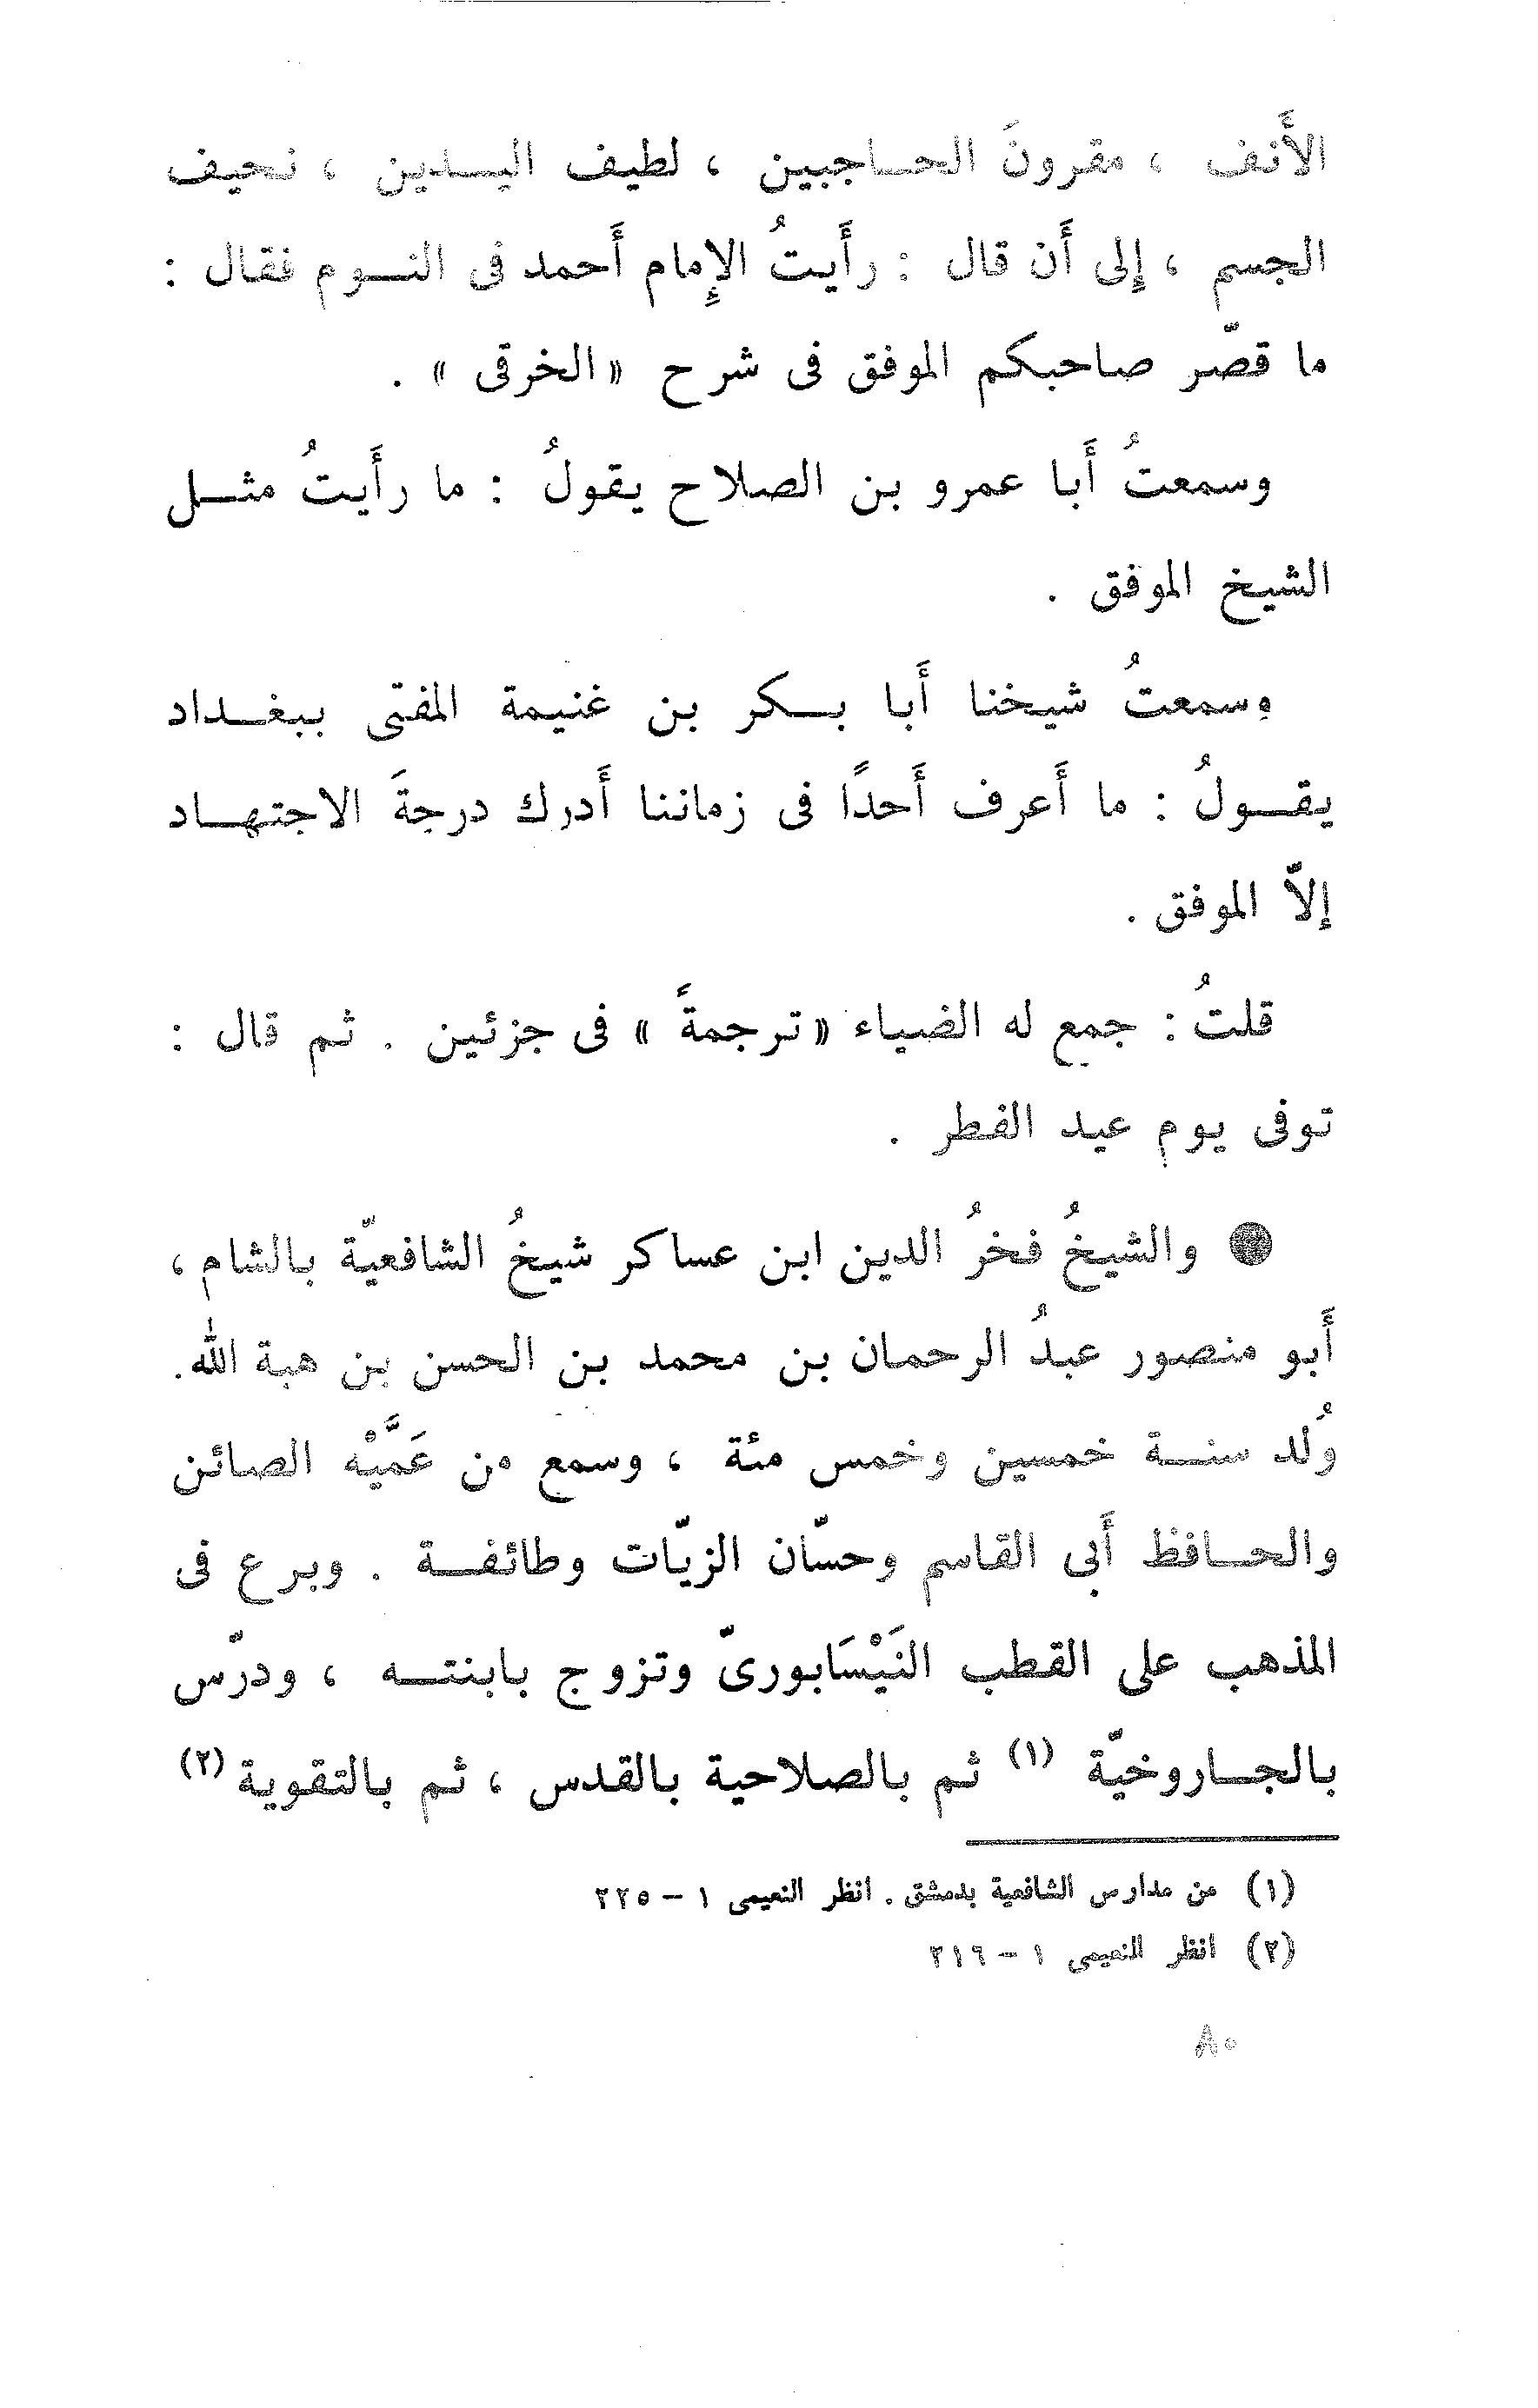 الأَنف ، مقرونَ الحاجبين ، لطيف اليدين ، نحيف
الجسم ، إلى أَن قال : رأَيتُ الإِمام أَحمد فى النوم فقال :
ما قصّر صاحبكم الموفق فى شرح «الخرقى» .
وسمعتُ أَبا عمرو بن الصلاح يقولُ : ما رأَيتُ مثل
الشيخ الموفق .
وسمعتُ شيخنا أَبا بكر بن غنيمة المفتى ببغداد
يقولُ : ما أَعرف أَحدًا فى زماننا أَدرك درجةَ الاجتهاد
إلاّ الموفق .
قلتُ : جمع له الضياء «ترجمةً» فى جزئين . ثم قال :
توفى يوم عيد الفطر .
● والشيخُ فخرُ الدين ابن عساكر شيخُ الشافعيّة بالشام ،
أَبو منصور عبدُ الرحمان بن محمد بن الحسن بن هبة الله.
وُلد سنة خمسين وخمس مئة ، وسمع من عَمَّيْه الصائن
والحافظ أَبى القاسم وحسّان الزيّات وطائفة . وبرع فى
المذهب على القطب النَيْسَابورىّ وتزوج بابنته ، ودرّس
بالجاروخيّة (١) ثم بالصلاحية بالقدس ، ثم بالتقوية (٢)
(١) من مدارس الشافعية بدمشق . انظر النعيمى ١ – ٢٢٥
(٢) انظر النعيمى ١ – ٢١٦
٨٥